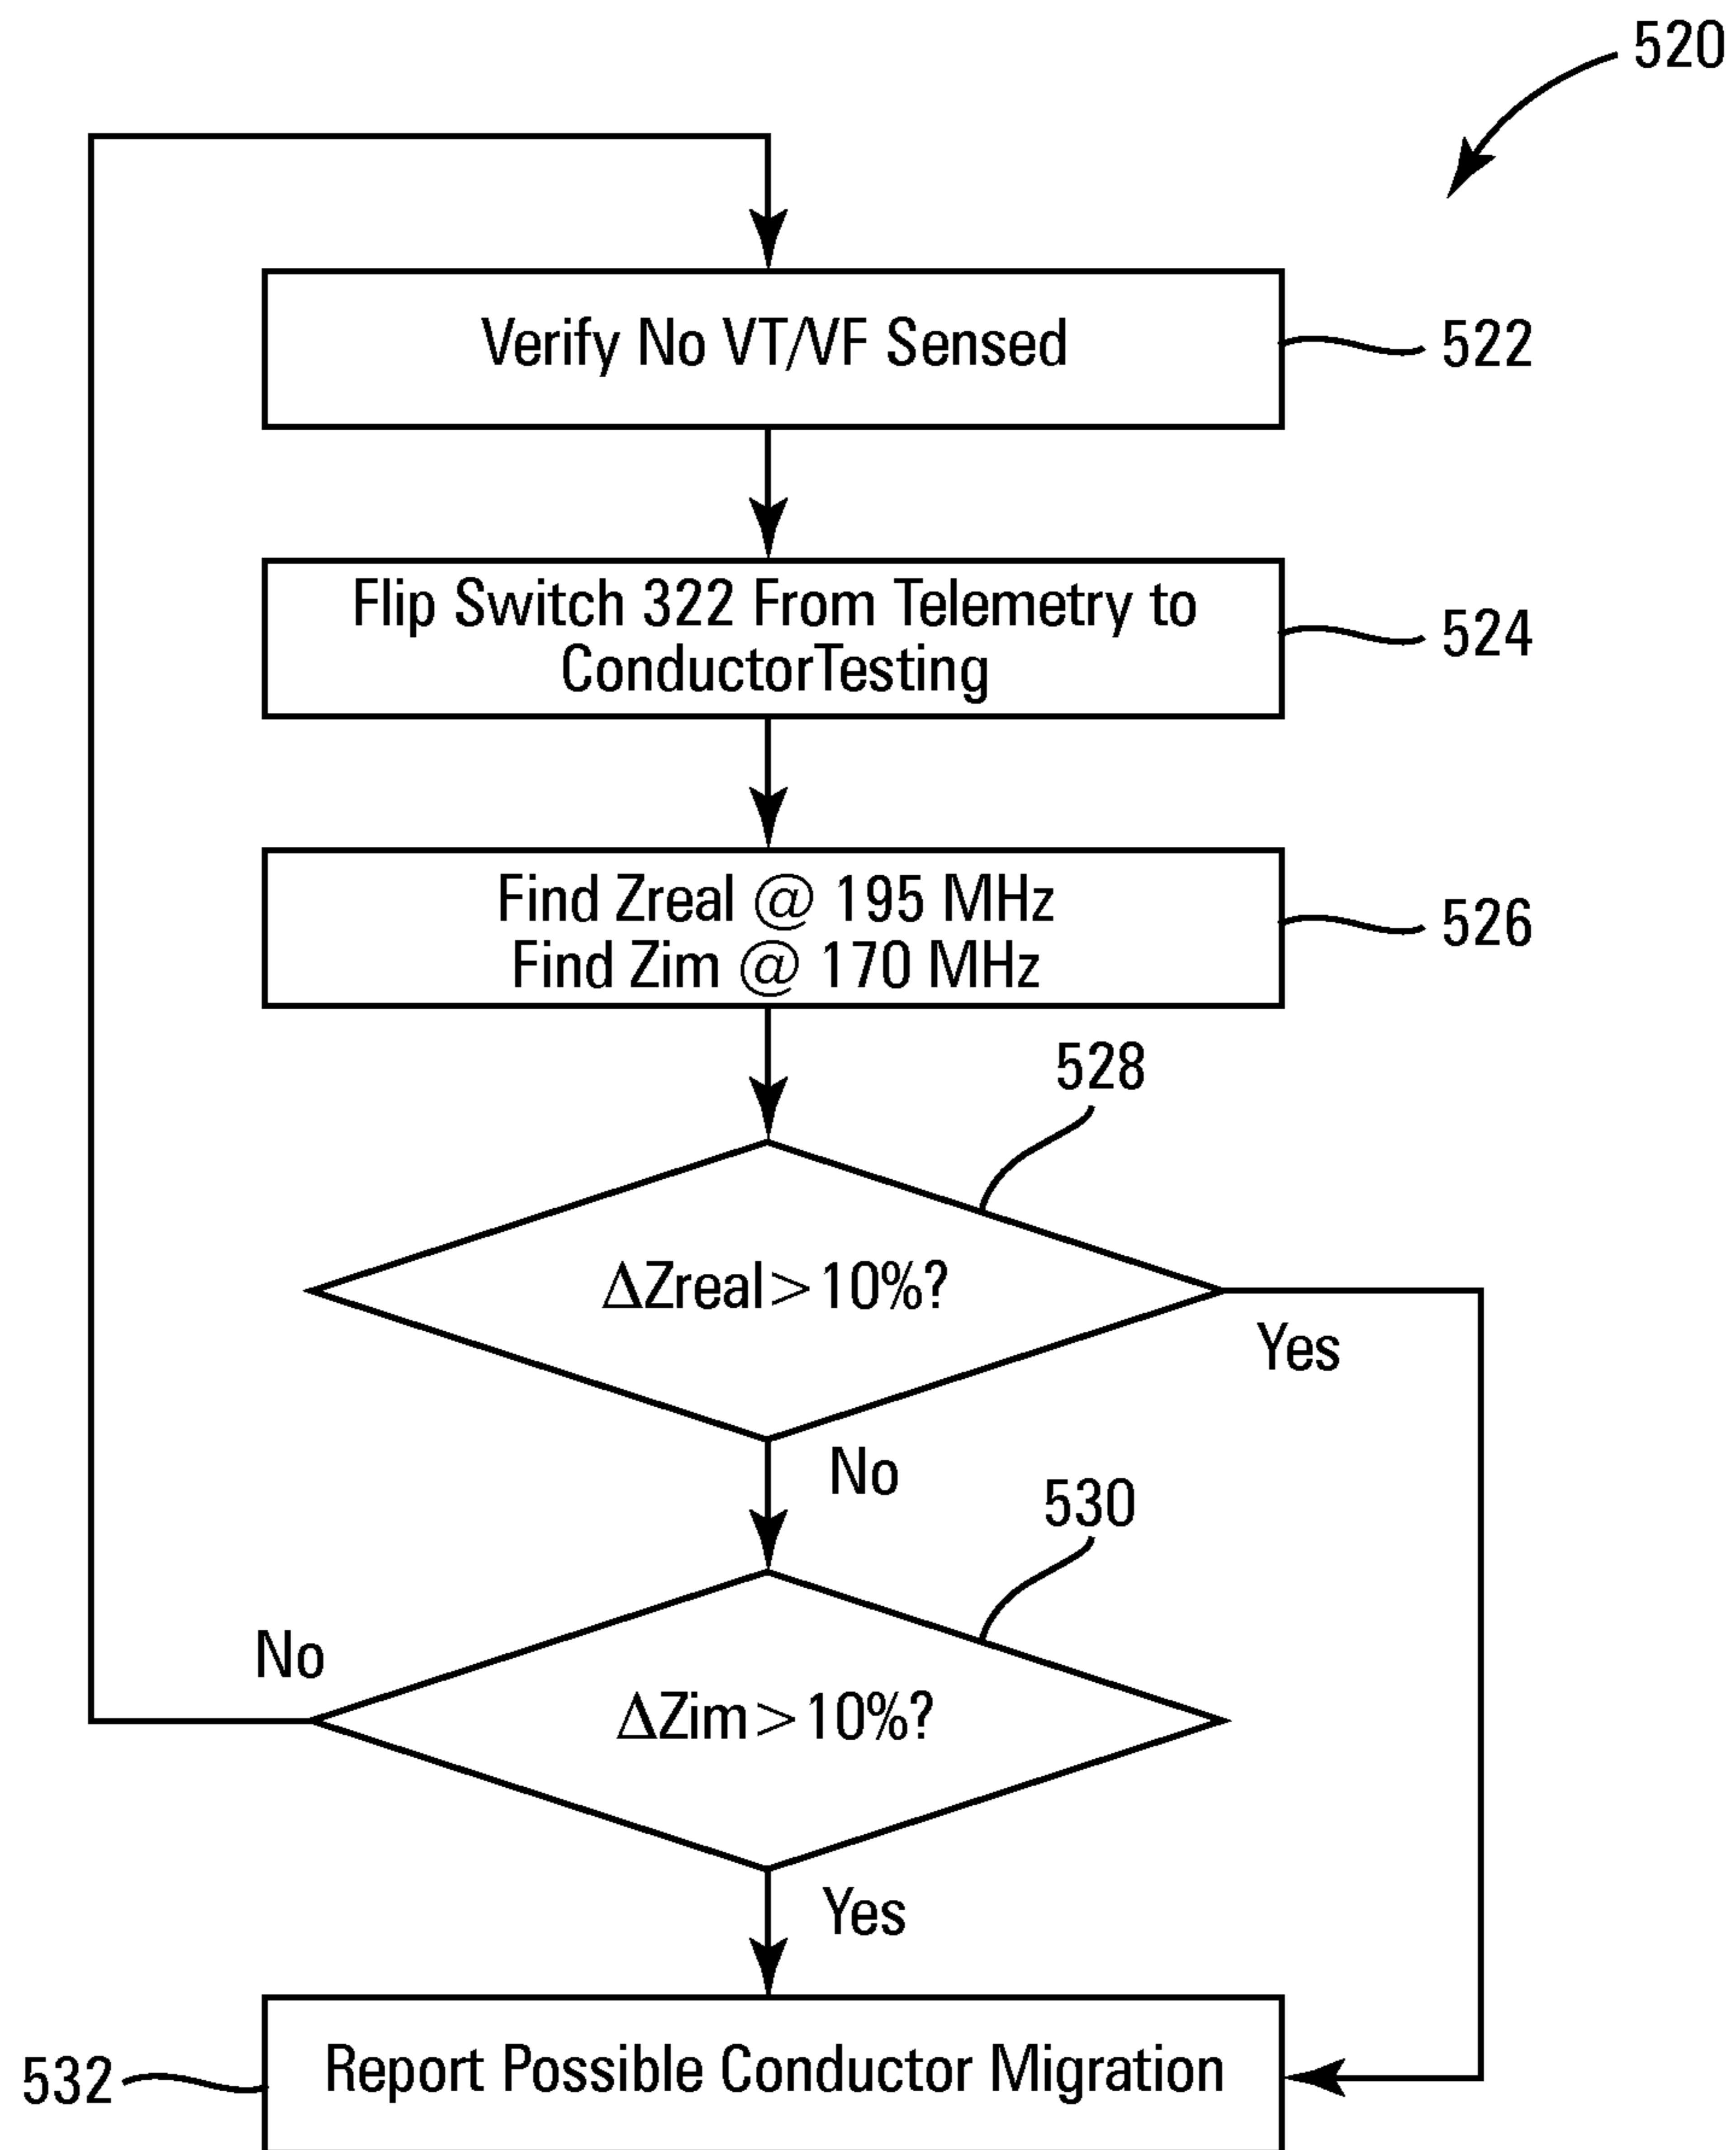 520
Verify No VT/VF Sensed
522
Flip Switch 322 From Telemetry to
ConductorTesting
524
Find Zreal @ 195 MHz
Find Zim @ 170 MHz
526
528
ΔZreal>10%?
Yes
No
530
No
ΔZim>10%?
Yes
532
Report Possible Conductor Migration